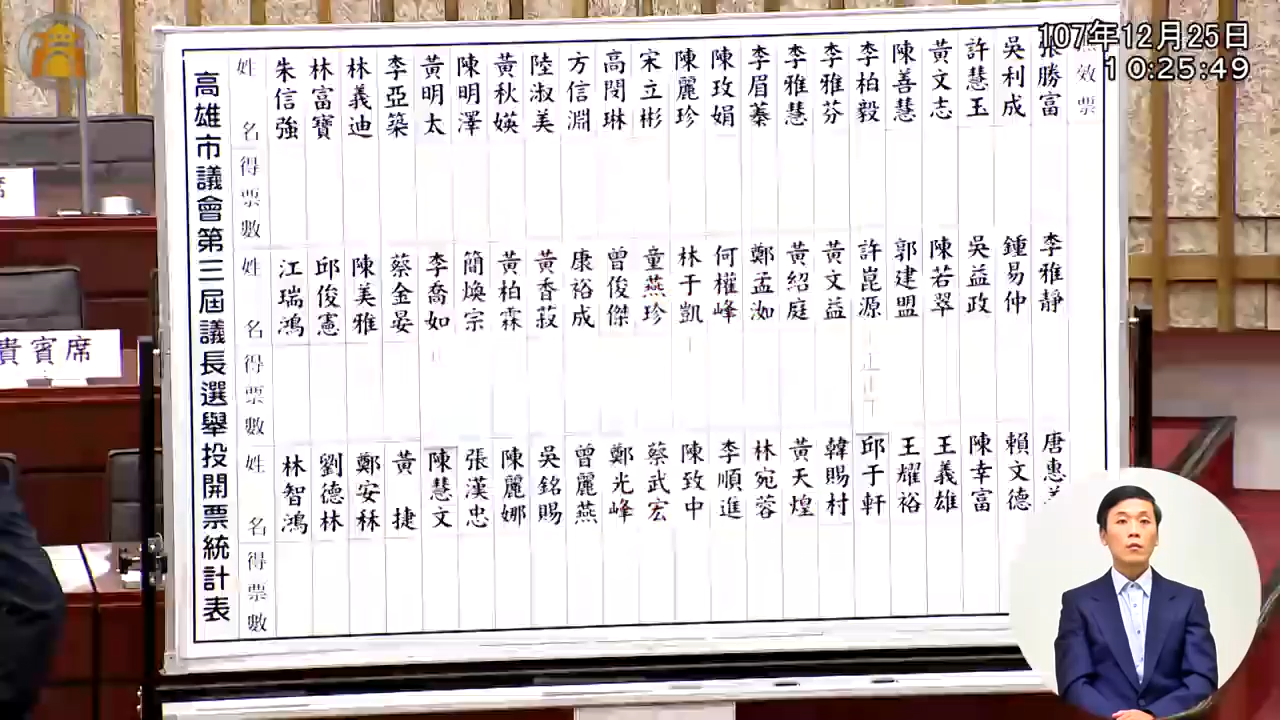 107年12月25日
10:25:49
高雄市議會第三屆議長選舉投開票統計表
姓名
朱信強
林富寶
林義迪
李亞築
黃明太
陳明澤
黃秋媖
陸淑美
方信淵
高閔琳
宋立彬
陳麗珍
陳玫娟
李眉蓁
李雅慧
李雅芬
李柏毅
陳善慧
黃文志
許慧玉
吳利成
張勝富
效票
得票數
姓名
江瑞鴻
邱俊憲
陳美雅
蔡金晏
李喬如
簡煥宗
黃柏霖
黃香菽
康裕成
曾俊傑
童燕珍
林于凱
何權峰
鄭孟洳
黃紹庭
黃文益
許崑源
郭建盟
陳若翠
吳益政
鍾易仲
李雅靜
得票數
正
姓名
林智鴻
劉德林
鄭安秝
黃捷
陳慧文
張漢忠
陳麗娜
吳銘賜
曾麗燕
鄭光峰
蔡武宏
陳致中
李順進
林宛蓉
黃天煌
韓賜村
邱于軒
王耀裕
王義雄
陳幸富
賴文德
唐惠
得票數
席
貴賓席